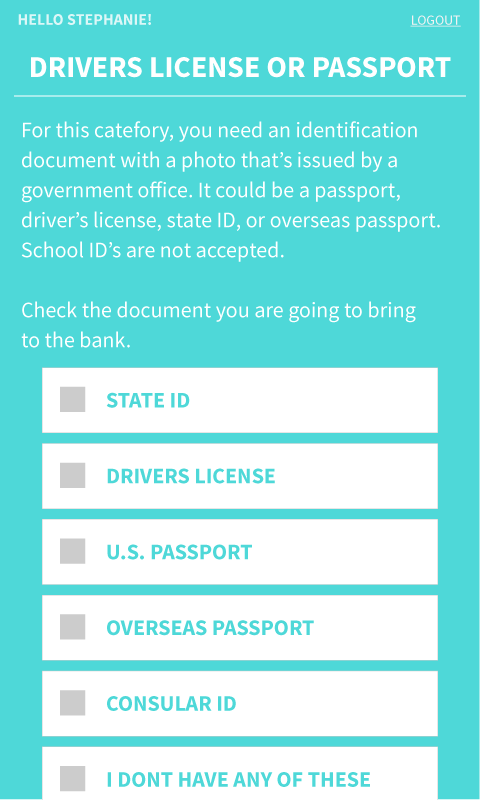 HELLO STEPHANIE!
LOGOUT
DRIVERS LICENSE OR PASSPORT
For this catefory, you need an identification
document with a photo that’s issued by a
government office. It could be a passport,
driver’s license, state ID, or overseas passport.
School ID’s are not accepted.
Check the document you are going to bring
to the bank.
STATE ID
DRIVERS LICENSE
U.S. PASSPORT
OVERSEAS PASSPORT
CONSULAR ID
I DONT HAVE ANY OF THESE